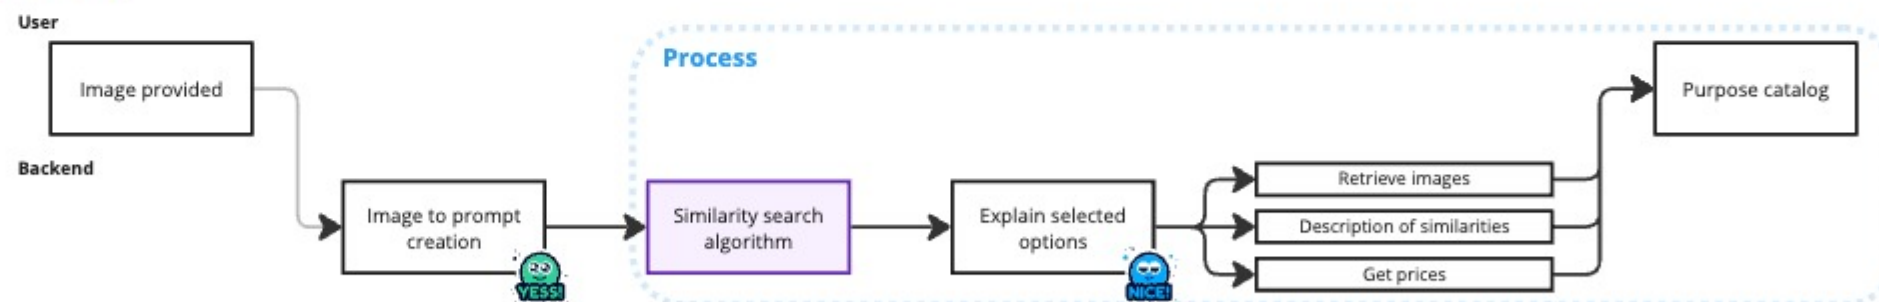 User
Process
Image provided
Purpose catalog
Backend
Image to prompt
creation
YESS!
Similarity search
algorithm
Explain selected
options
NICE!
Retrieve images
Description of similarities
Get prices